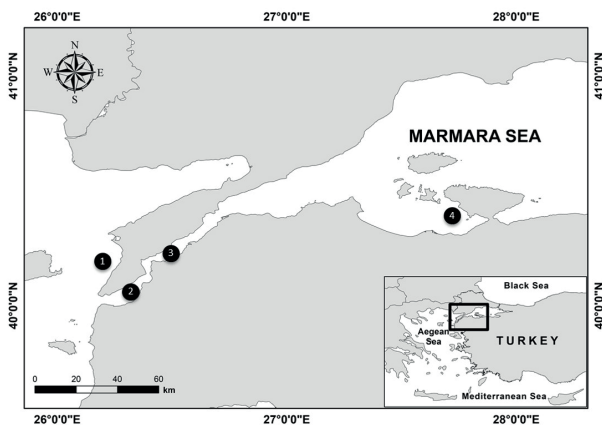 26°0'0"E 27°0'0"E 28°0'0"E
41°0'0"N 41°0'0"N
N
W E
S
MARMARA SEA
1
2
3
4
40°0'0"N 40°0'0"N
Black Sea
Aegean
Sea
TURKEY
Mediterranean Sea
0 20 40 60
km
26°0'0"E 27°0'0"E 28°0'0"E